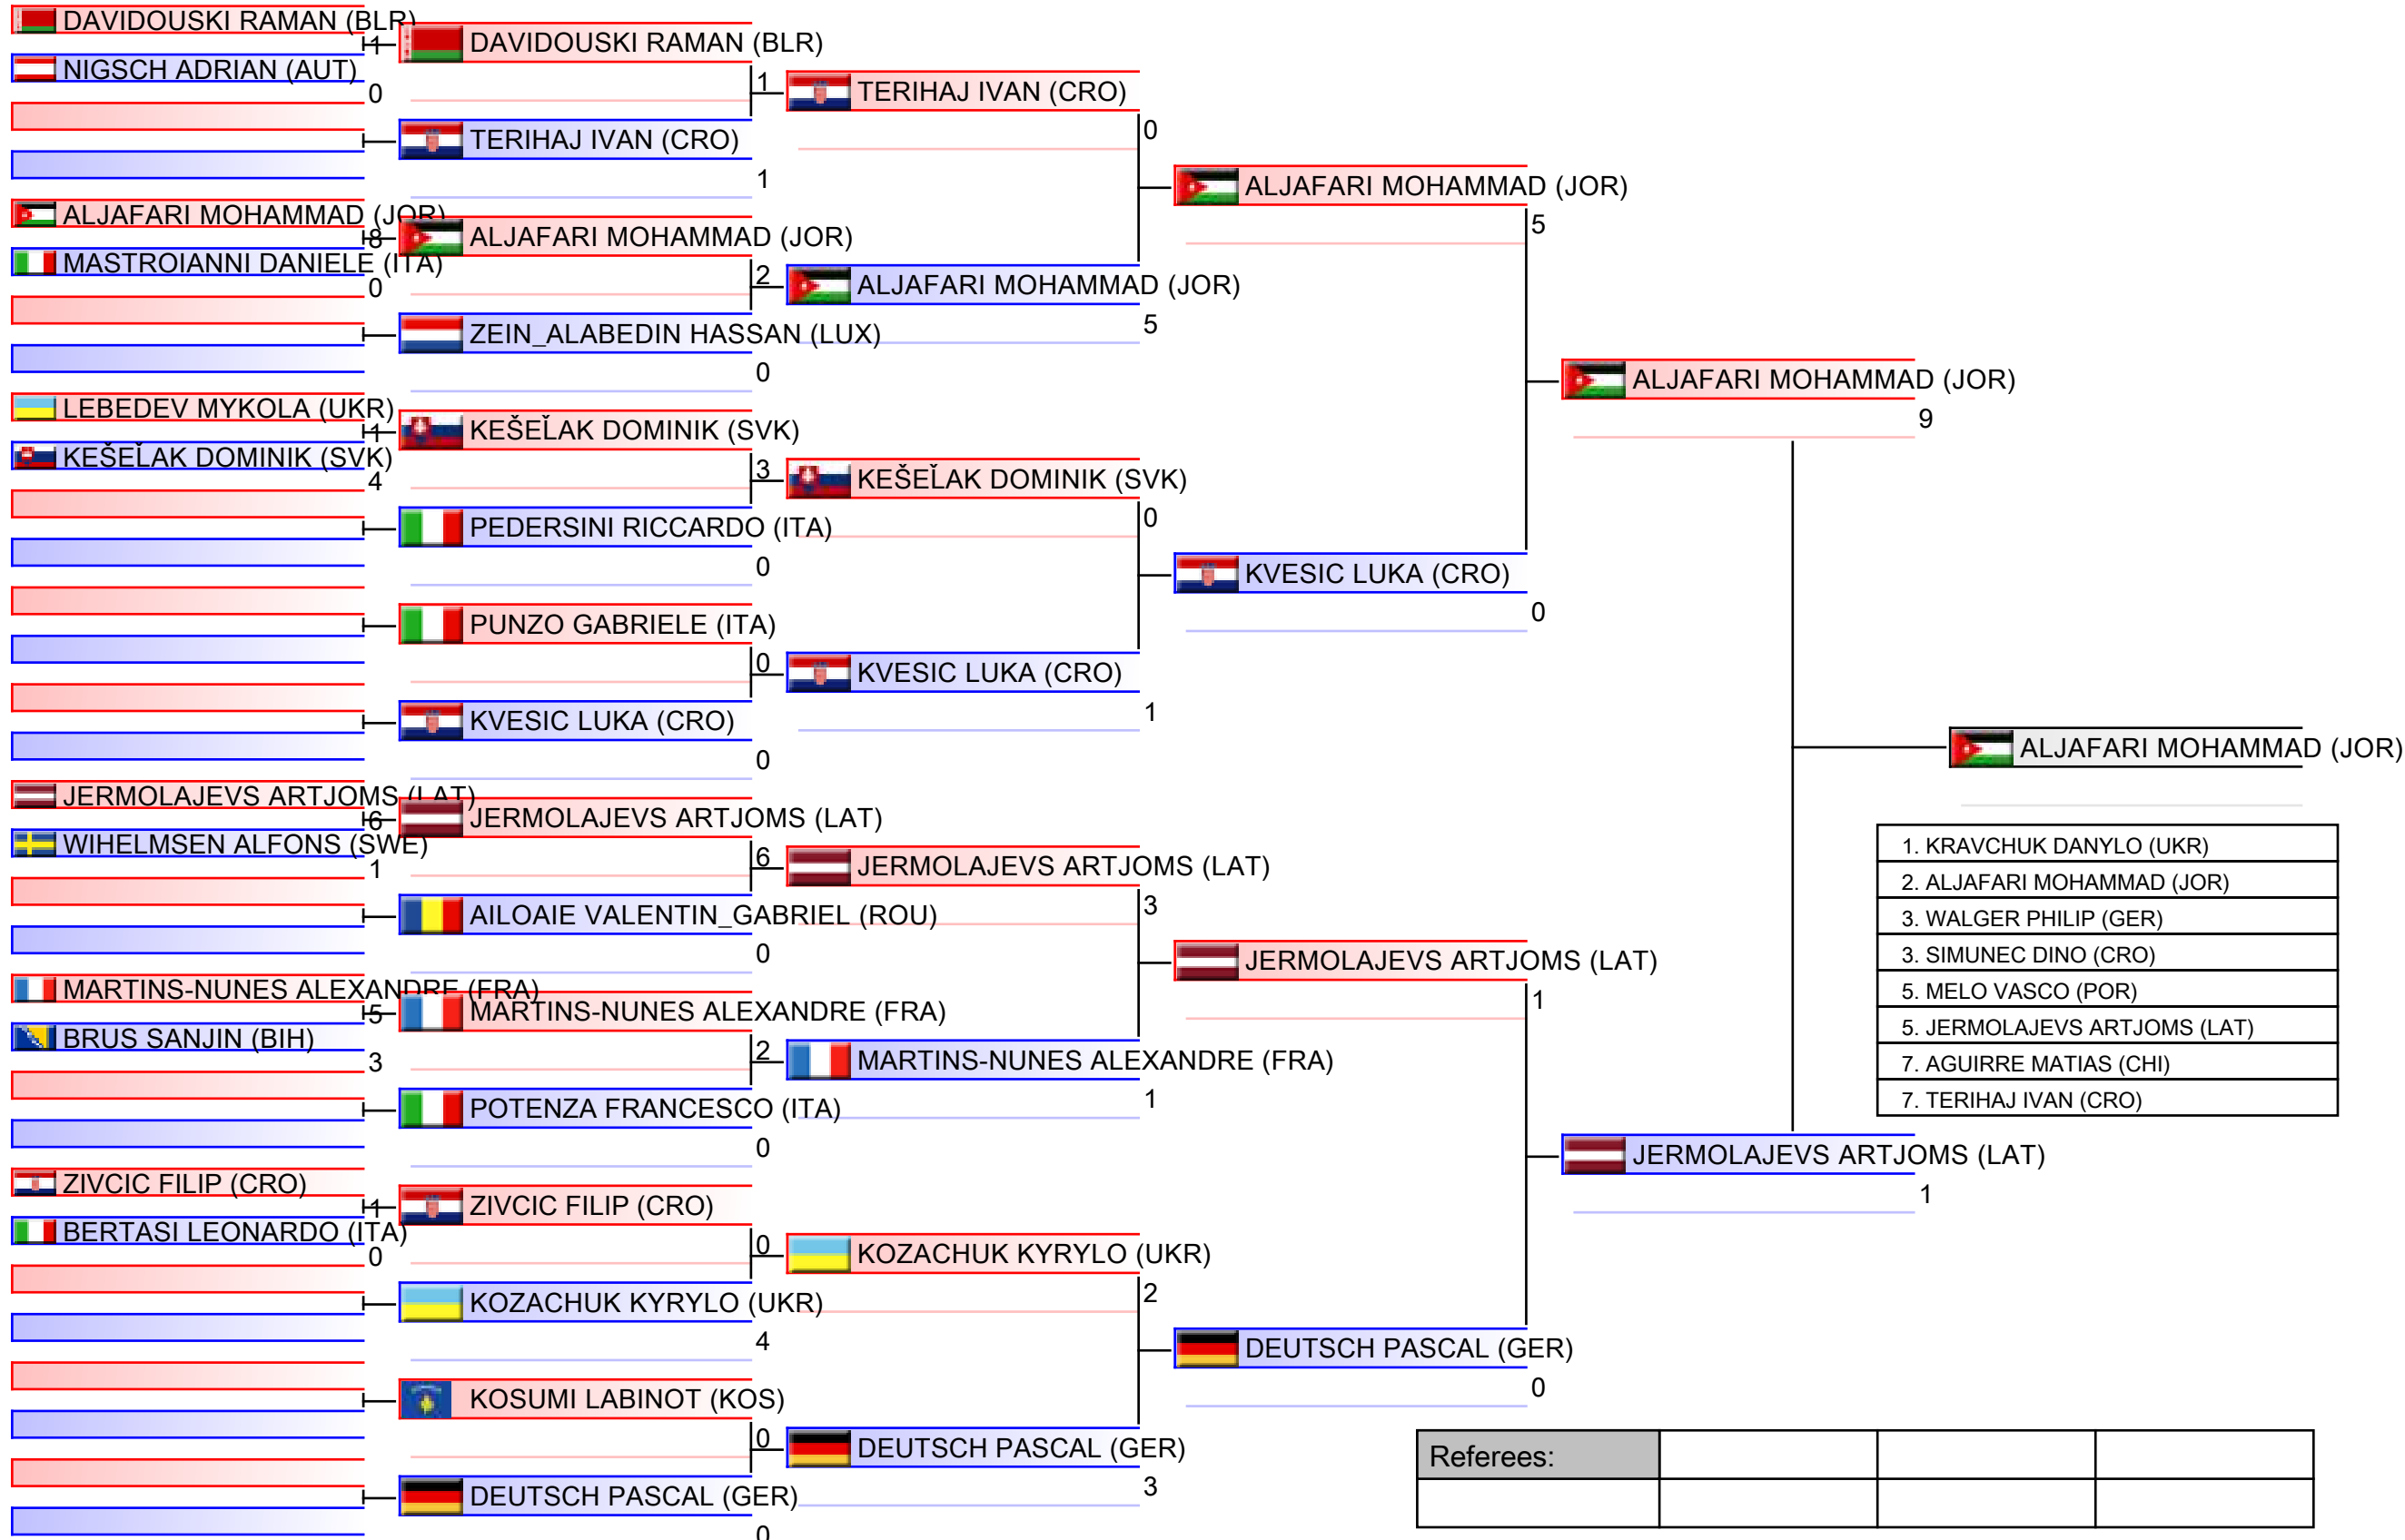 DAVIDOUSKI RAMAN (BLR)
1
NIGSCH ADRIAN (AUT)
0
ALJAFARI MOHAMMAD (JOR)
8
MASTROIANNI DANIELE (ITA)
0
LEBEDEV MYKOLA (UKR)
1
KEŠEĽAK DOMINIK (SVK)
4
JERMOLAJEVS ARTJOMS (LAT)
6
WIHELMSEN ALFONS (SWE)
1
MARTINS-NUNES ALEXANDRE (FRA)
5
BRUS SANJIN (BIH)
3
ZIVCIC FILIP (CRO)
1
BERTASI LEONARDO (ITA)
0
DAVIDOUSKI RAMAN (BLR)
1
TERIHAJ IVAN (CRO)
1
ALJAFARI MOHAMMAD (JOR)
2
ZEIN_ALABEDIN HASSAN (LUX)
0
KEŠEĽAK DOMINIK (SVK)
3
PEDERSINI RICCARDO (ITA)
0
PUNZO GABRIELE (ITA)
0
KVESIC LUKA (CRO)
0
JERMOLAJEVS ARTJOMS (LAT)
6
AILOAIE VALENTIN_GABRIEL (ROU)
0
MARTINS-NUNES ALEXANDRE (FRA)
2
POTENZA FRANCESCO (ITA)
0
ZIVCIC FILIP (CRO)
0
KOZACHUK KYRYLO (UKR)
4
KOSUMI LABINOT (KOS)
0
DEUTSCH PASCAL (GER)
0
TERIHAJ IVAN (CRO)
0
ALJAFARI MOHAMMAD (JOR)
5
KEŠEĽAK DOMINIK (SVK)
0
KVESIC LUKA (CRO)
1
JERMOLAJEVS ARTJOMS (LAT)
3
MARTINS-NUNES ALEXANDRE (FRA)
1
KOZACHUK KYRYLO (UKR)
2
DEUTSCH PASCAL (GER)
3
ALJAFARI MOHAMMAD (JOR)
5
KVESIC LUKA (CRO)
0
JERMOLAJEVS ARTJOMS (LAT)
1
DEUTSCH PASCAL (GER)
0
ALJAFARI MOHAMMAD (JOR)
9
JERMOLAJEVS ARTJOMS (LAT)
1
ALJAFARI MOHAMMAD (JOR)
1. KRAVCHUK DANYLO (UKR)
2. ALJAFARI MOHAMMAD (JOR)
3. WALGER PHILIP (GER)
3. SIMUNEC DINO (CRO)
5. MELO VASCO (POR)
5. JERMOLAJEVS ARTJOMS (LAT)
7. AGUIRRE MATIAS (CHI)
7. TERIHAJ IVAN (CRO)
Referees: